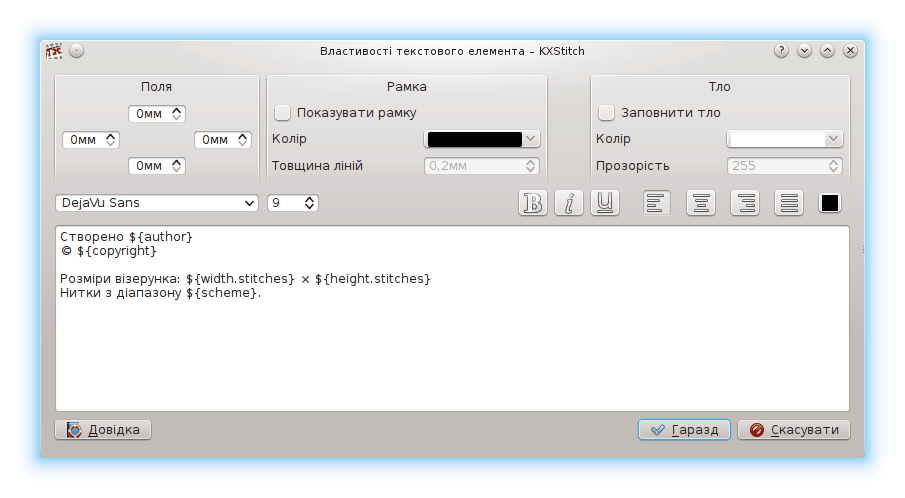 Властивості текстового елемента – KXStitch
Поля
0мм
0мм
0мм
0мм
Рамка
Показувати рамку
Колір
Товщина ліній
0,2мм
Тло
Заповнити тло
Колір
Прозорість
255
DejaVu Sans
9
B
i
U
Створено ${author}
© ${copyright}
Розміри візерунка: ${width.stitches} × ${height.stitches}
Нитки з діапазону ${scheme}.
Довідка
Гаразд
Скасувати